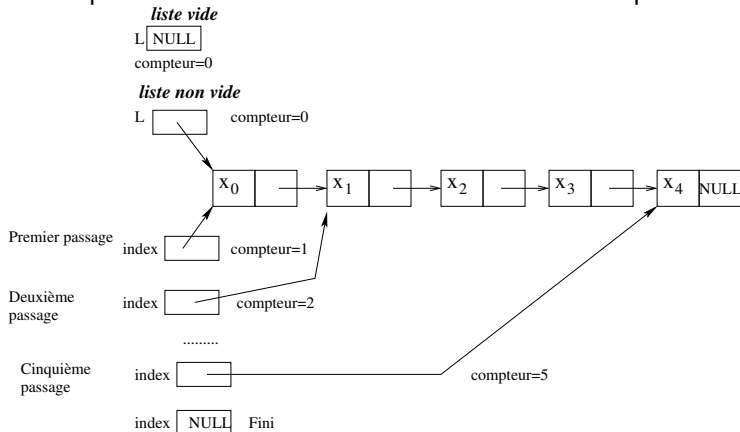 liste vide
L NULL
compteur=0
liste non vide
L compteur=0
x0 x1 x2 x3 x4 NULL
Premier passage index compteur=1
Deuxième passage index compteur=2
.........
Cinquième passage index compteur=5
index NULL Fini